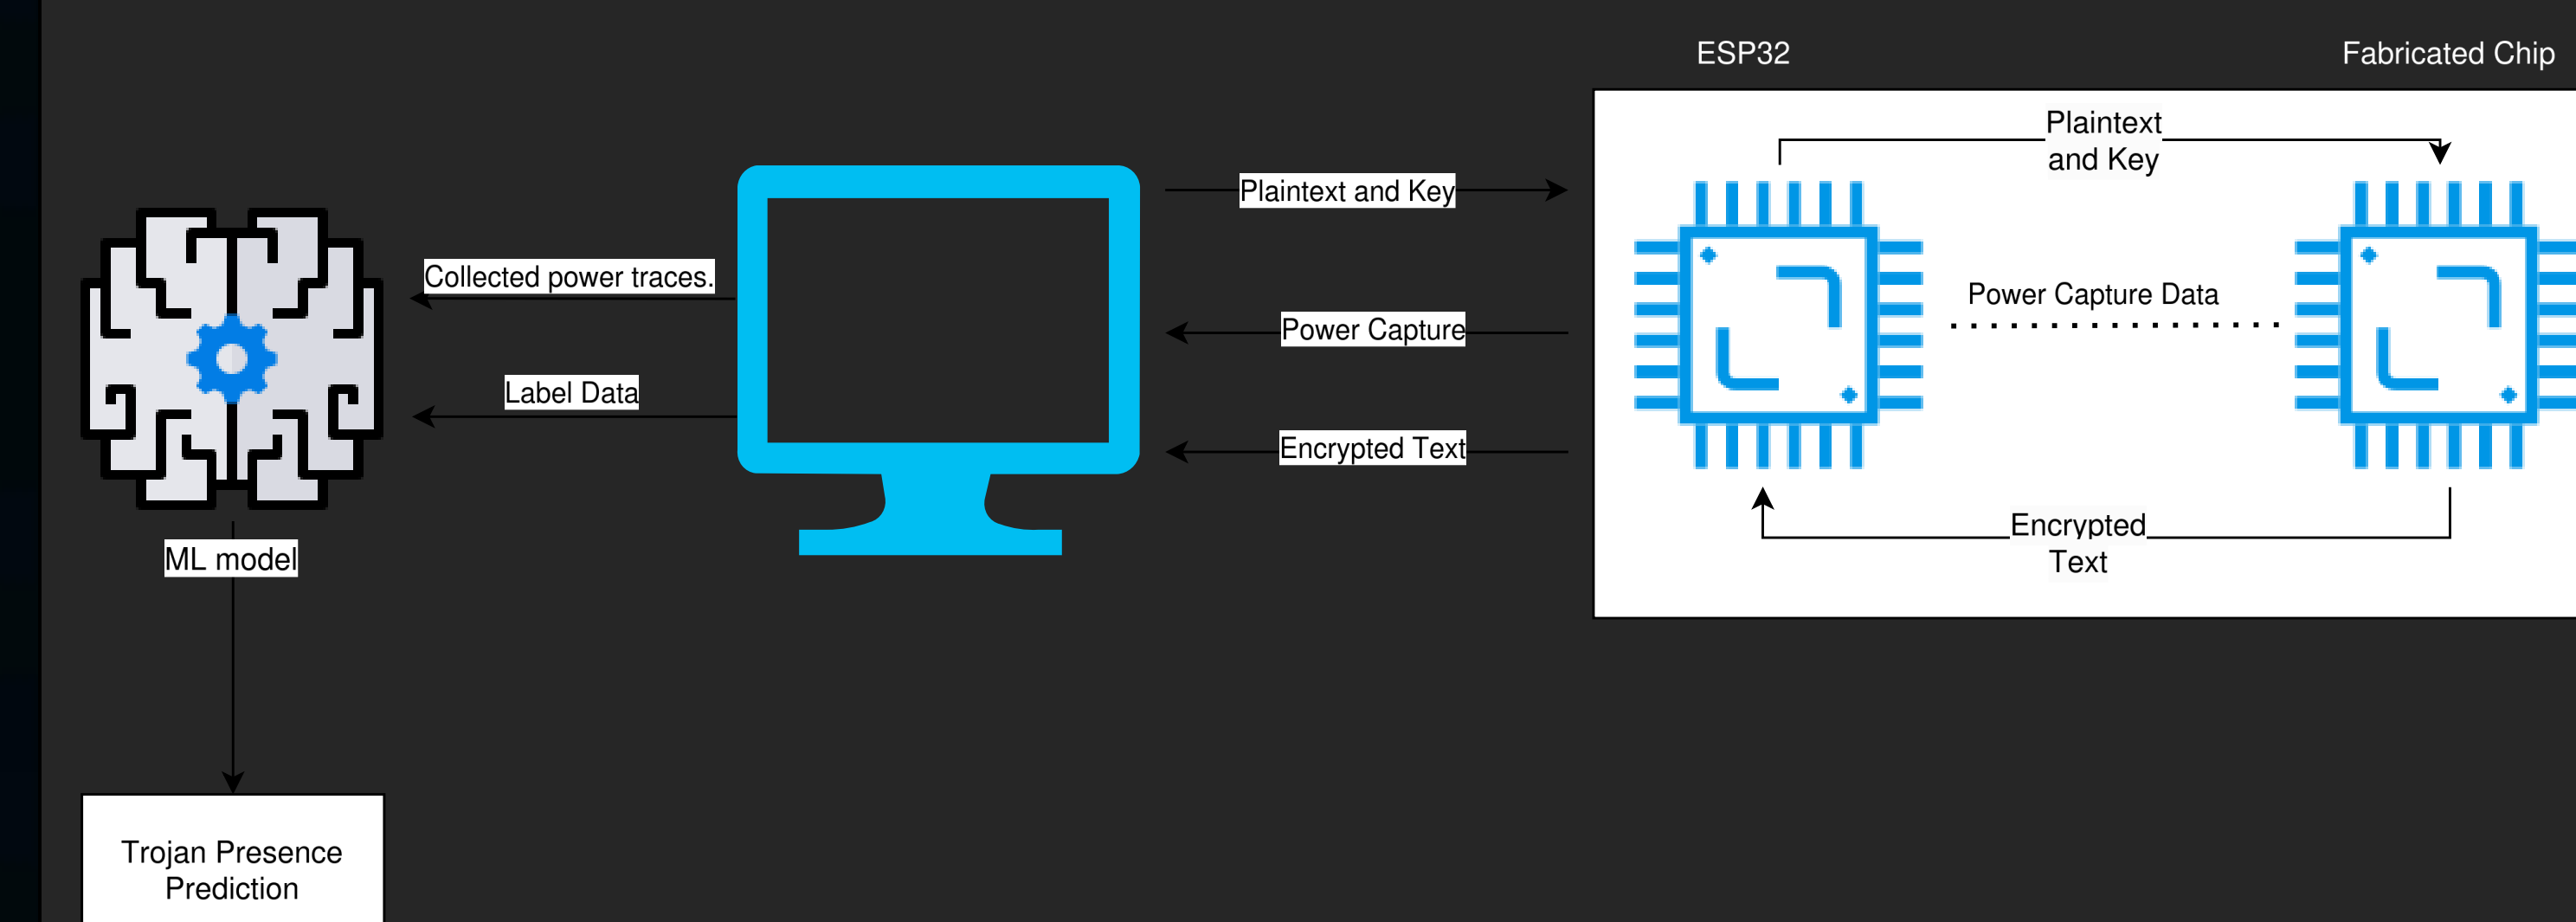 ESP32
Fabricated Chip
Plaintext
and Key
Plaintext and Key
Collected power traces.
Power Capture Data
Power Capture
Label Data
Encrypted Text
Encrypted
Text
ML model
Trojan Presence
Prediction